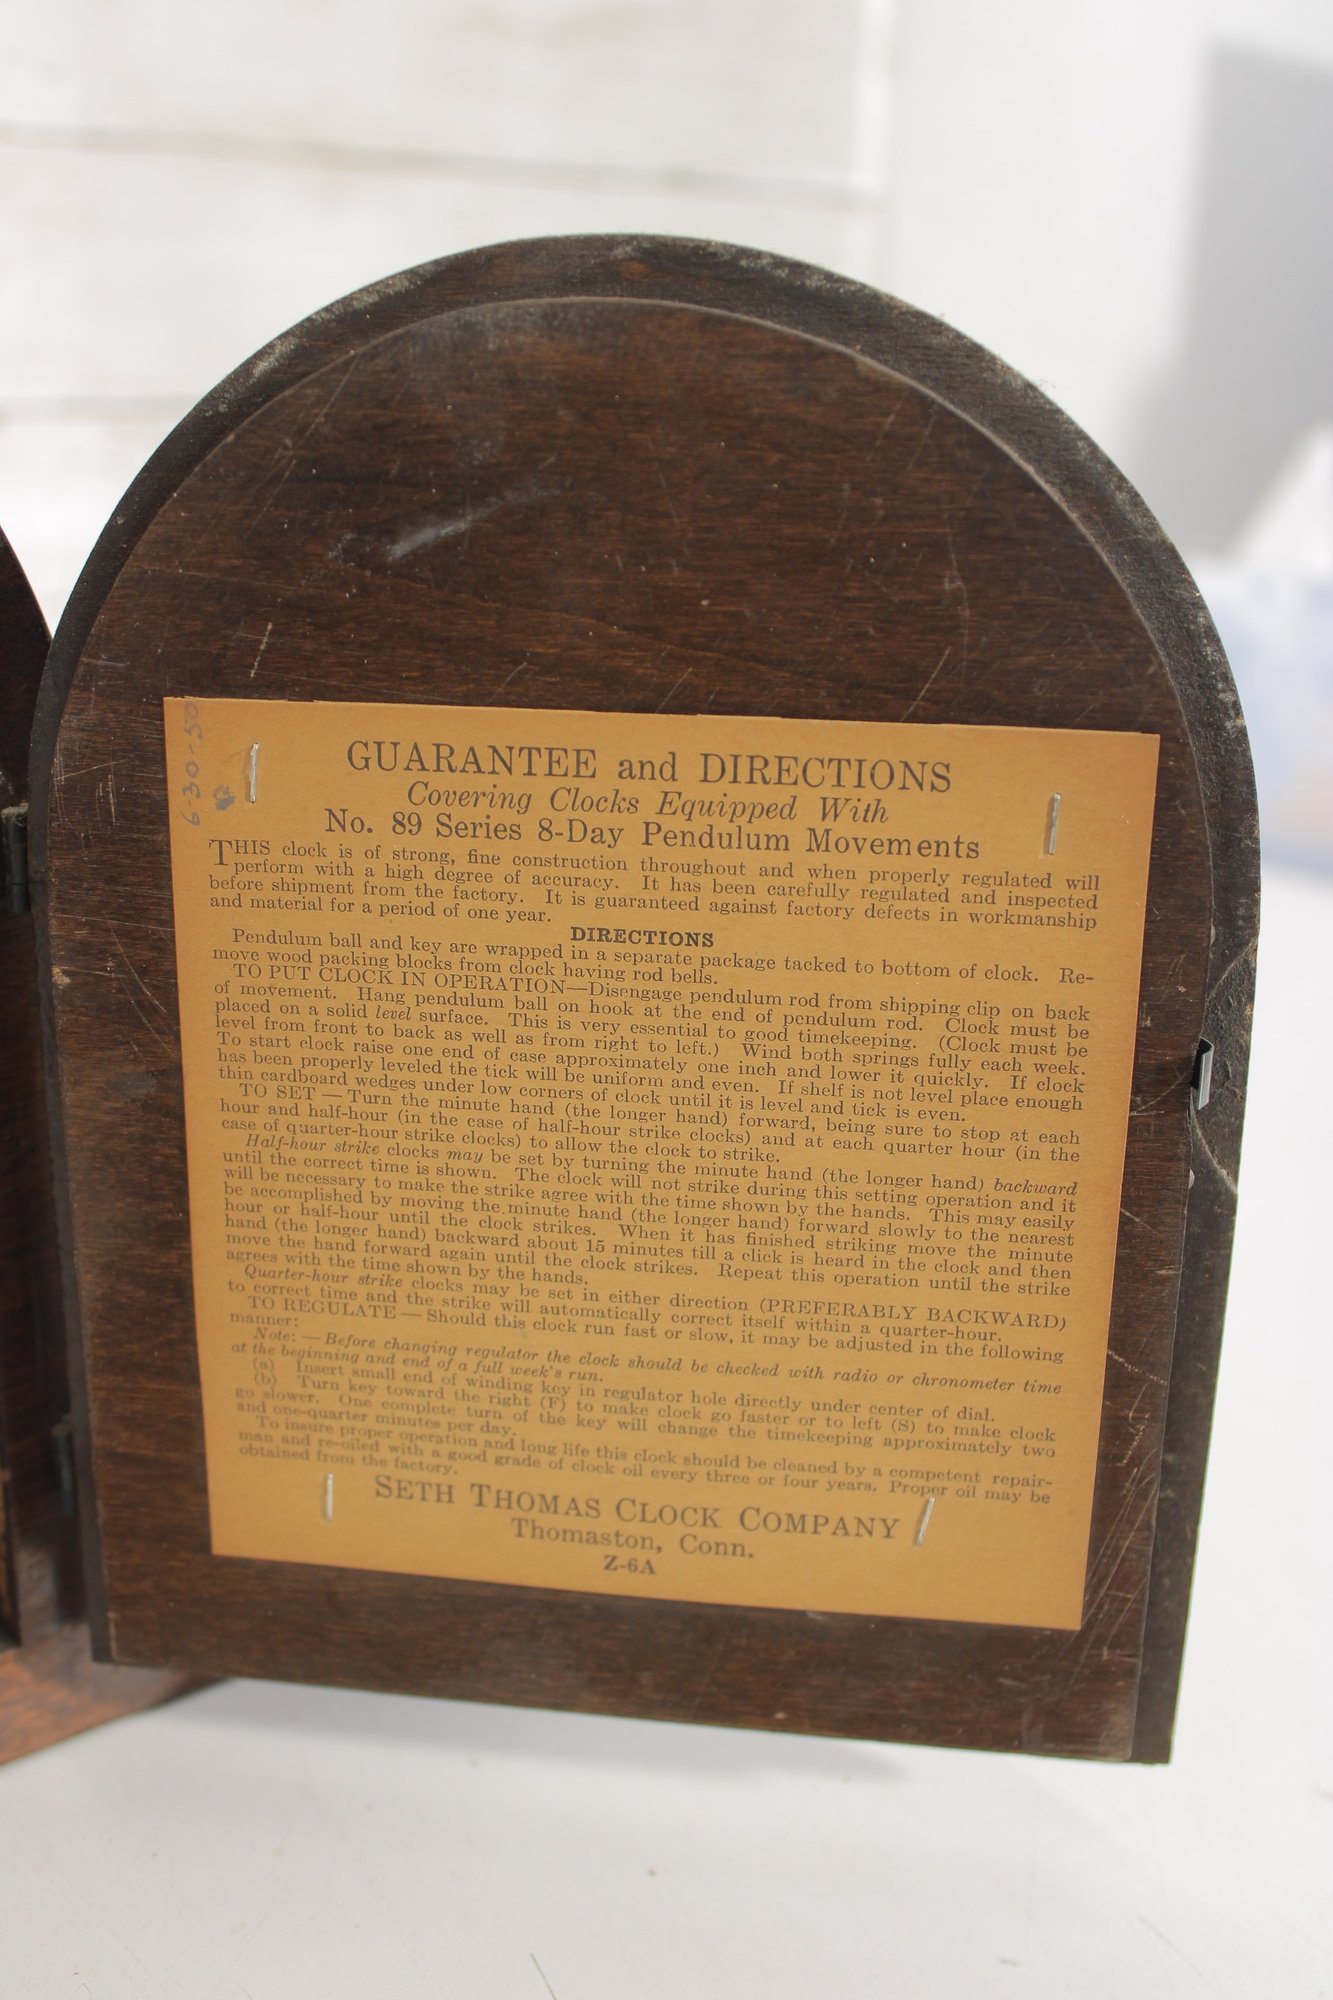 6-30-50
GUARANTEE and DIRECTIONS
Covering Clocks Equipped With
No. 89 Series 8-Day Pendulum Movements
THIS clock is of strong, fine construction throughout and when properly regulated will
perform with a high degree of accuracy. It has been carefully regulated and inspected
before shipment from the factory. It is guaranteed against factory defects in workmanship
and material for a period of one year.
DIRECTIONS
Pendulum ball and key are wrapped in a separate package tacked to bottom of clock. Re-
move wood packing blocks from clock having rod bells.
TO PUT CLOCK IN OPERATION—Disengage pendulum rod from shipping clip on back
of movement. Hang pendulum ball on hook at the end of pendulum rod. Clock must be
placed on a solid level surface. This is very essential to good timekeeping. (Clock must be
level from front to back as well as from right to left.) Wind both springs fully each week.
To start clock raise one end of case approximately one inch and lower it quickly. If clock
has been properly leveled the tick will be uniform and even. If shelf is not level place enough
thin cardboard wedges under low corners of clock until it is level and tick is even.
TO SET — Turn the minute hand (the longer hand) forward, being sure to stop at each
hour and half-hour (in the case of half-hour strike clocks) and at each quarter hour (in the
case of quarter-hour strike clocks) to allow the clock to strike.
Half-hour strike clocks may be set by turning the minute hand (the longer hand) backward
until the correct time is shown. The clock will not strike during this setting operation and it
will be necessary to make the strike agree with the time shown by the hands. This may easily
be accomplished by moving the minute hand (the longer hand) forward slowly to the nearest
hour or half-hour until the clock strikes. When it has finished striking move the minute
hand (the longer hand) backward about 15 minutes till a click is heard in the clock and then
move the hand forward again until the clock strikes. Repeat this operation until the strike
agrees with the time shown by the hands.
Quarter-hour strike clocks may be set in either direction (PREFERABLY BACKWARD)
to correct time and the strike will automatically correct itself within a quarter-hour.
TO REGULATE — Should this clock run fast or slow, it may be adjusted in the following
manner:
Note: — Before changing regulator the clock should be checked with radio or chronometer time
at the beginning and end of a full week's run.
(a) Insert small end of winding key in regulator hole directly under center of dial.
(b) Turn key toward the right (F) to make clock go faster or to left (S) to make clock
go slower. One complete turn of the key will change the timekeeping approximately two
and one-quarter minutes per day.
To insure proper operation and long life this clock should be cleaned by a competent repair-
man and re-oiled with a good grade of clock oil every three or four years. Proper oil may be
obtained from the factory.
SETH THOMAS CLOCK COMPANY
Thomaston, Conn.
Z-6A